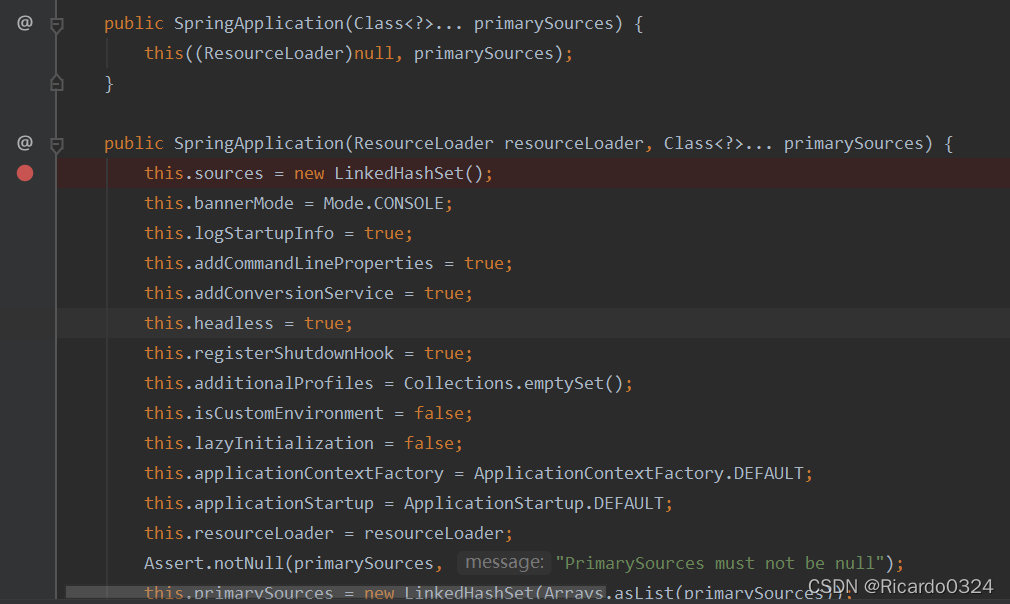 @ public SpringApplication(Class<?>... primarySources) {
this((ResourceLoader)null, primarySources);
}
@ public SpringApplication(ResourceLoader resourceLoader, Class<?>... primarySources) {
this.sources = new LinkedHashSet();
this.bannerMode = Mode.CONSOLE;
this.logStartupInfo = true;
this.addCommandLineProperties = true;
this.addConversionService = true;
this.headless = true;
this.registerShutdownHook = true;
this.additionalProfiles = Collections.emptySet();
this.isCustomEnvironment = false;
this.lazyInitialization = false;
this.applicationContextFactory = ApplicationContextFactory.DEFAULT;
this.applicationStartup = ApplicationStartup.DEFAULT;
this.resourceLoader = resourceLoader;
Assert.notNull(primarySources, message: "PrimarySources must not be null");
this.primarySources = new LinkedHashSet(Arrays.asList(primarySources));
CSDN @Ricardo0324